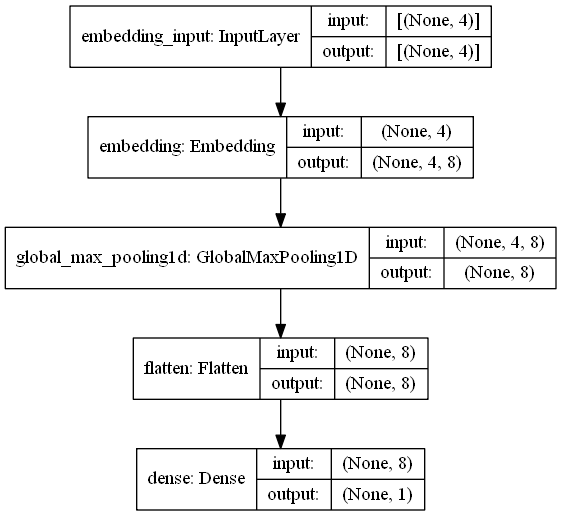 embedding_input: InputLayer
input:
[(None, 4)]
output:
[(None, 4)]
embedding: Embedding
input:
(None, 4)
output:
(None, 4, 8)
global_max_pooling1d: GlobalMaxPooling1D
input:
(None, 4, 8)
output:
(None, 8)
flatten: Flatten
input:
(None, 8)
output:
(None, 8)
dense: Dense
input:
(None, 8)
output:
(None, 1)